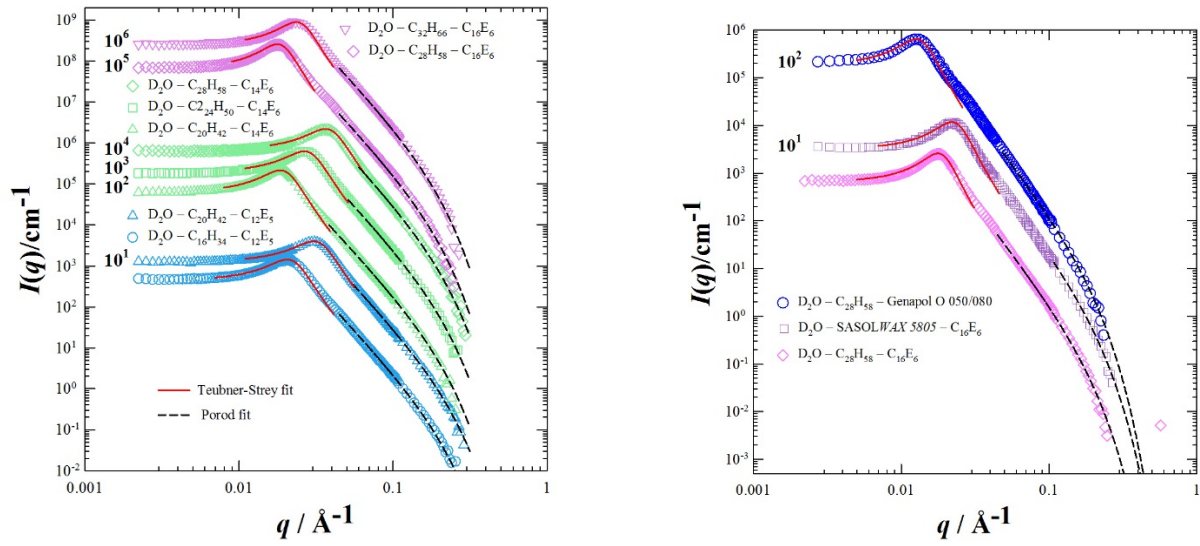 10⁹
10⁸
10⁷
10⁶
10⁵
10⁴
10³
10²
10¹
10⁰
10⁻¹
10⁻²
I(q)/cm⁻¹
10⁶
10⁵
10⁴
10³
10²
10¹
D₂O – C₃₂H₆₆ – C₁₆E₆
D₂O – C₂₈H₅₈ – C₁₆E₆
D₂O – C₂₈H₅₈ – C₁₄E₆
D₂O – C2₂₄H₅₀ – C₁₄E₆
D₂O – C₂₀H₄₂ – C₁₄E₆
D₂O – C₂₀H₄₂ – C₁₂E₅
D₂O – C₁₆H₃₄ – C₁₂E₅
Teubner-Strey fit
Porod fit
0.001 0.01 0.1 1
q / Å⁻¹
10⁶
10⁵
10⁴
10³
10²
10¹
10⁰
10⁻¹
10⁻²
10⁻³
I(q)/cm⁻¹
10²
10¹
D₂O – C₂₈H₅₈ – Genapol O 050/080
D₂O – SASOLWAX 5805 – C₁₆E₆
D₂O – C₂₈H₅₈ – C₁₆E₆
0.001 0.01 0.1 1
q / Å⁻¹